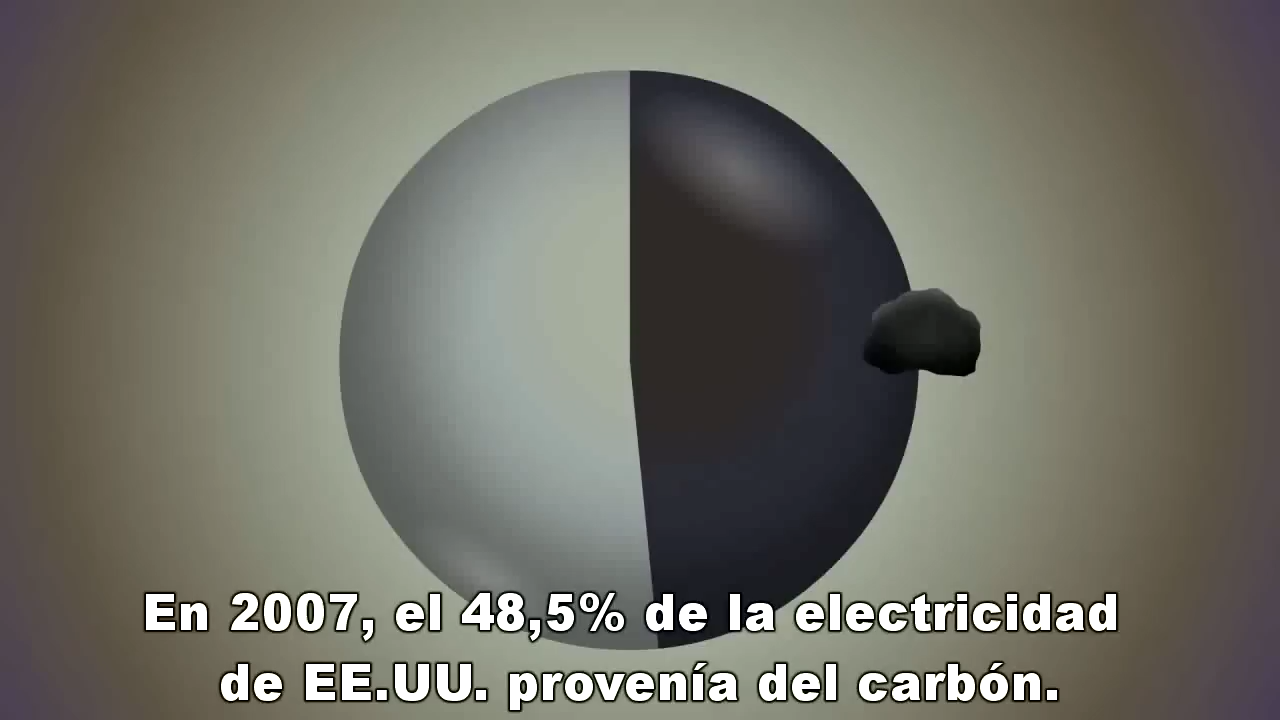 En 2007, el 48,5% de la electricidad
de EE.UU. provenía del carbón.